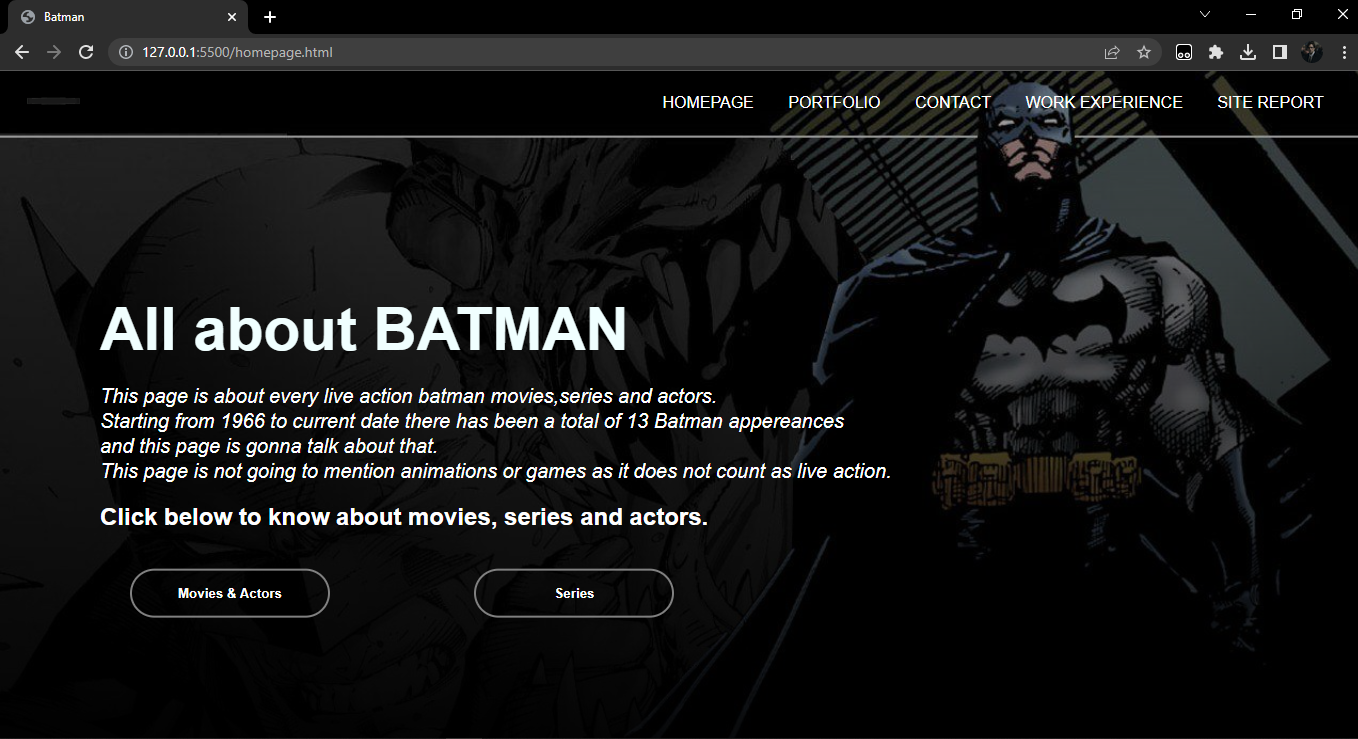 Batman
127.0.0.1:5500/homepage.html
HOMEPAGE PORTFOLIO CONTACT WORK EXPERIENCE SITE REPORT
All about BATMAN
This page is about every live action batman movies,series and actors.
Starting from 1966 to current date there has been a total of 13 Batman appereances
and this page is gonna talk about that.
This page is not going to mention animations or games as it does not count as live action.
Click below to know about movies, series and actors.
Movies & Actors Series